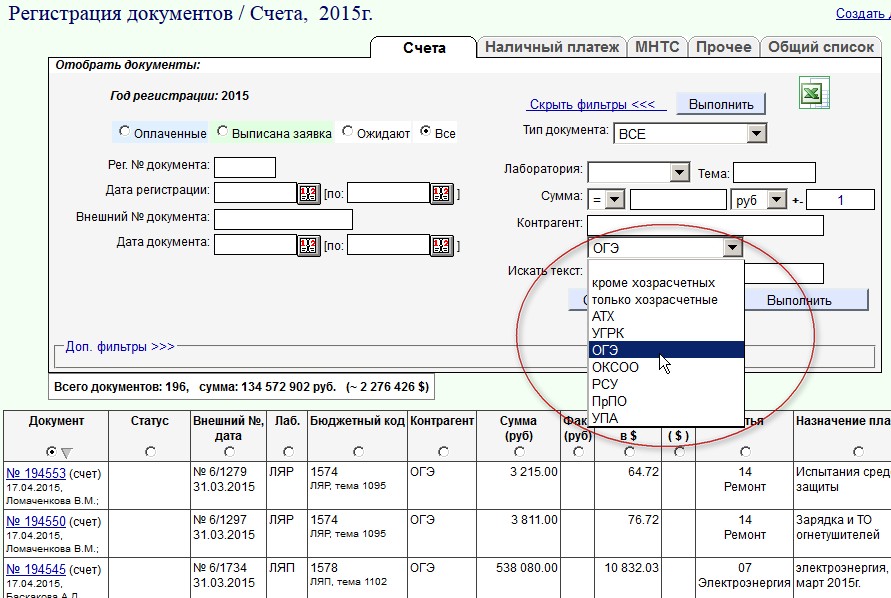 Регистрация документов / Счета, 2015г.
Создать
Счета
Наличный платеж
МНТС
Прочее
Общий список
Отобрать документы:
Год регистрации: 2015
Скрыть фильтры <<<
Выполнить
Оплаченные
Выписана заявка
Ожидают
Все
Тип документа: ВСЕ
Рег. № документа:
Лаборатория:
Тема:
Дата регистрации:
[по:
]
Сумма: = руб +- 1
Внешний № документа:
Контрагент:
Дата документа:
[по:
]
ОГЭ
Искать текст:
кроме хозрасчетных
только хозрасчетные
АТХ
УГРК
ОГЭ
ОКСОО
РСУ
ПрПО
УПА
Выполнить
Доп. фильтры >>>
Всего документов: 196, сумма: 134 572 902 руб. (~ 2 276 426 $)
Документ
Статус
Внешний №, дата
Лаб.
Бюджетный код
Контрагент
Сумма (руб)
(руб)
в $
( $ )
Назначение
№ 194553 (счет)
17.04.2015,
Ломаченкова В.М.;
№ 6/1279
31.03.2015
ЛЯР
1574
ЛЯР, тема 1095
ОГЭ
3 215.00
64.72
14
Ремонт
Испытания
защиты
№ 194550 (счет)
17.04.2015,
Ломаченкова В.М.;
№ 6/1297
31.03.2015
ЛЯР
1574
ЛЯР, тема 1095
ОГЭ
3 811.00
76.72
14
Ремонт
Зарядка и ТО
огнетушителей
№ 194545 (счет)
17.04.2015,
№ 6/1734
31.03.2015
ЛЯП
1578
ЛЯП, тема 1102
ОГЭ
538 080.00
10 832.03
07
Электроэнергия
электроэнергия,
март 2015г.